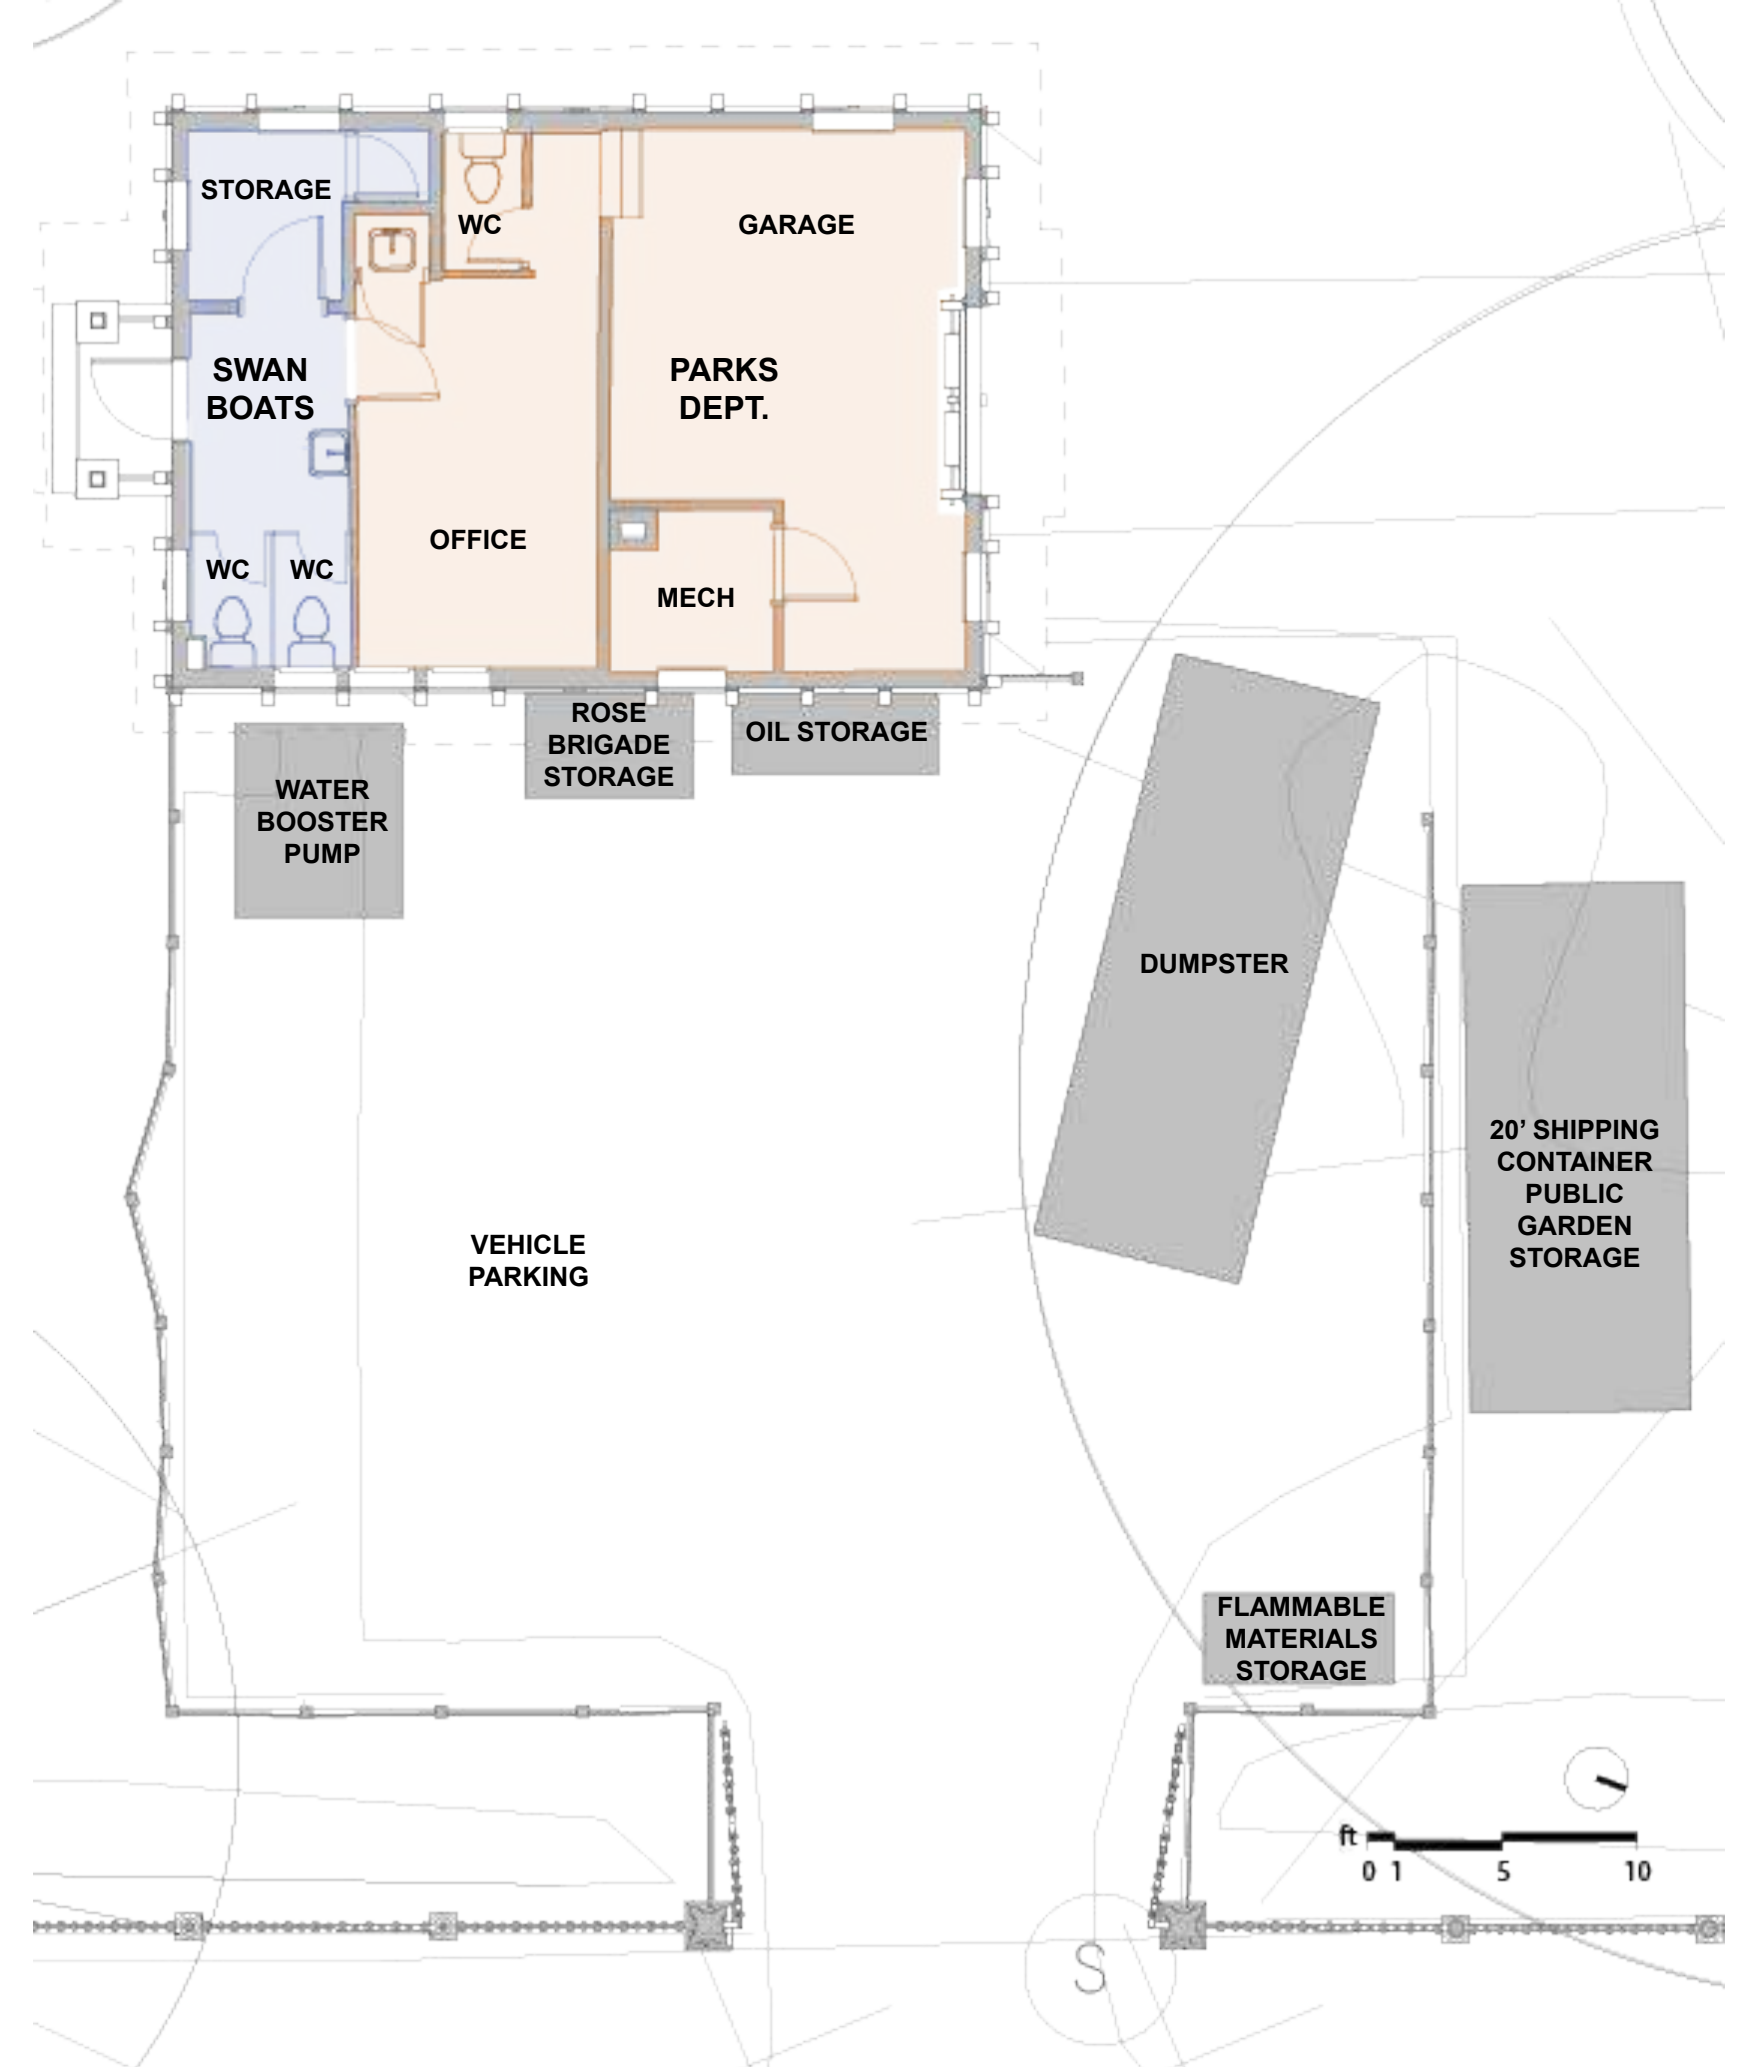 STORAGE
WC
GARAGE
SWAN
BOATS
PARKS
DEPT.
OFFICE
WC
WC
MECH
ROSE
BRIGADE
STORAGE
OIL STORAGE
WATER
BOOSTER
PUMP
DUMPSTER
20’ SHIPPING
CONTAINER
PUBLIC
GARDEN
STORAGE
VEHICLE
PARKING
FLAMMABLE
MATERIALS
STORAGE
ft
0 1 5 10
S